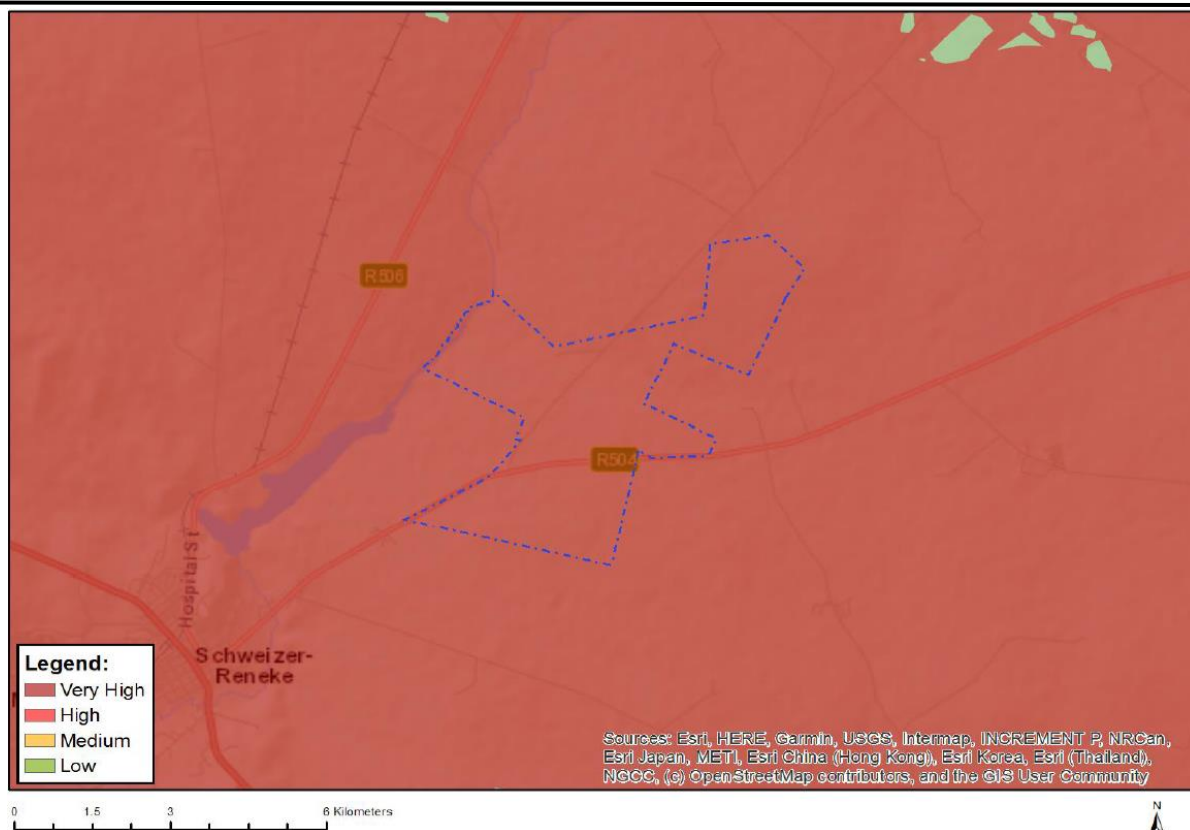 R506
R504
Hospital St
Schweizer-
Reneke
Legend:
Very High
High
Medium
Low
Sources: Esri, HERE, Garmin, USGS, Intermap, INCREMENT P, NRCan,
Esri Japan, METI, Esri China (Hong Kong), Esri Korea, Esri (Thailand),
NGCC, (c) OpenStreetMap contributors, and the GIS User Community
0 1.5 3 6 Kilometers
N